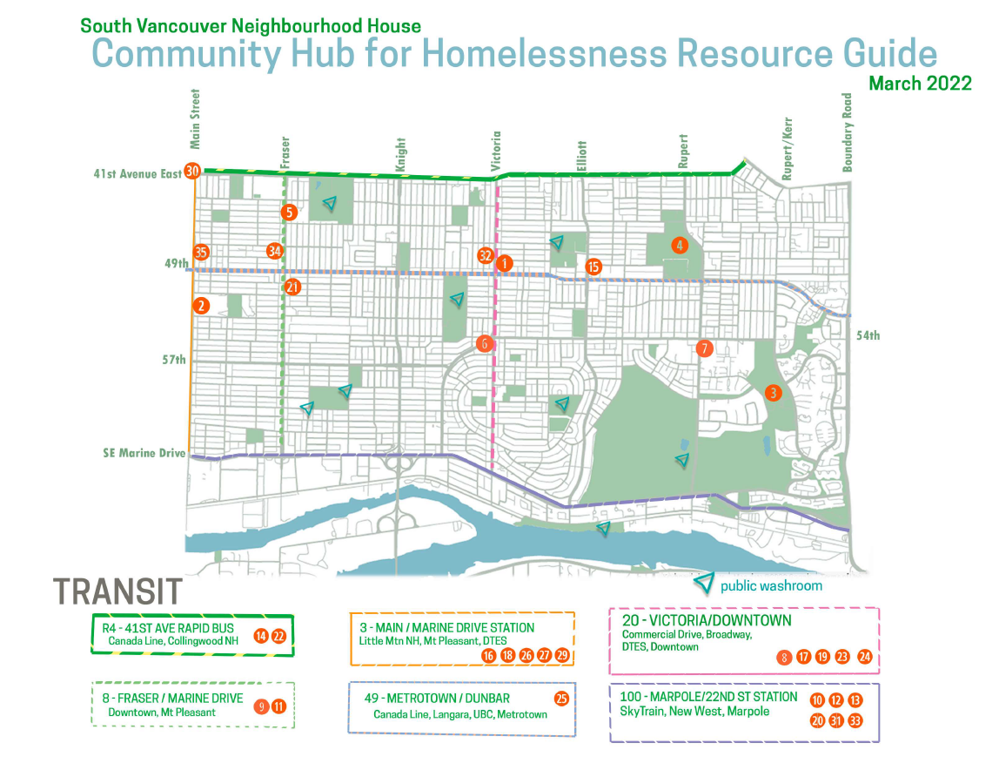 South Vancouver Neighbourhood House
Community Hub for Homelessness Resource Guide
March 2022
Main Street
Fraser
Knight
Victoria
Elliott
Rupert
Rupert/Kerr
Boundary Road
41st Avenue East
30
5
4
35
34
32
1
15
49th
21
2
54th
6
7
57th
3
SE Marine Drive
public washroom
TRANSIT
R4 - 41ST AVE RAPID BUS
Canada Line, Collingwood NH
14 22
3 - MAIN / MARINE DRIVE STATION
Little Mtn NH, Mt Pleasant, DTES
16 18 26 27 29
20 - VICTORIA/DOWNTOWN
Commercial Drive, Broadway,
DTES, Downtown
8 17 19 23 24
8 - FRASER / MARINE DRIVE
Downtown, Mt Pleasant
9 11
49 - METROTOWN / DUNBAR
Canada Line, Langara, UBC, Metrotown
25
100 - MARPOLE/22ND ST STATION
SkyTrain, New West, Marpole
10 12 13
20 31 33